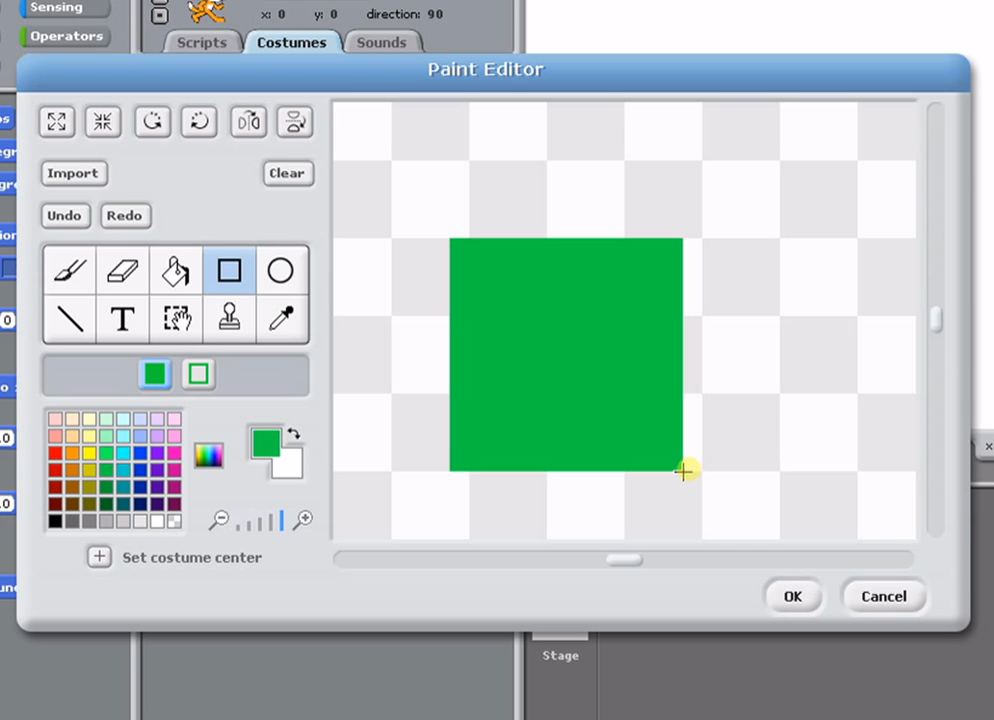 Sensing
x: 0 y: 0 direction: 90
Operators
Scripts Costumes Sounds
Paint Editor
Import Clear
Undo Redo
T
Set costume center
OK Cancel
Stage